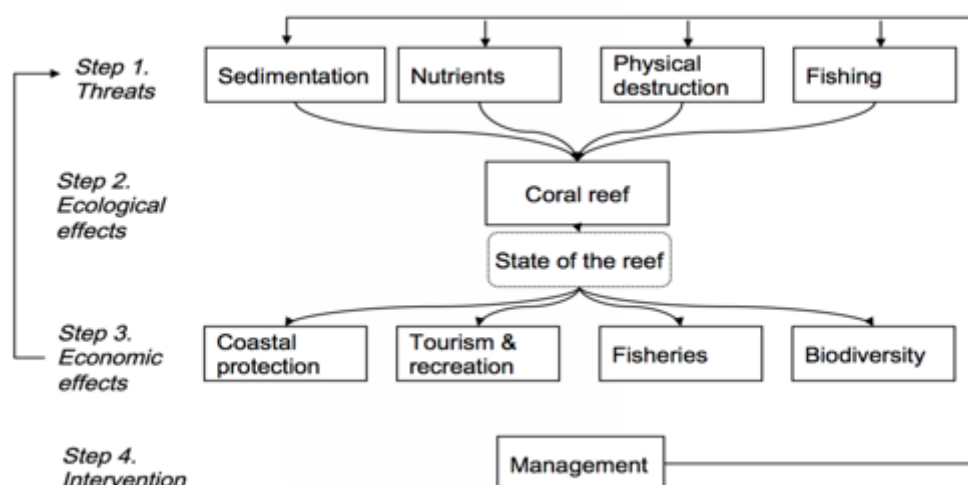 Step 1.
Threats
Sedimentation
Nutrients
Physical
destruction
Fishing
Step 2.
Ecological
effects
Coral reef
State of the reef
Step 3.
Economic
effects
Coastal
protection
Tourism &
recreation
Fisheries
Biodiversity
Step 4.
Intervention
Management